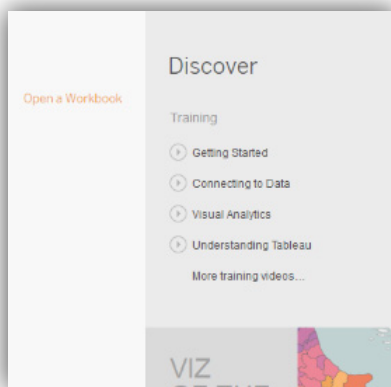 Open a Workbook
Discover
Training
Getting Started
Connecting to Data
Visual Analytics
Understanding Tableau
More training videos...
VIZ